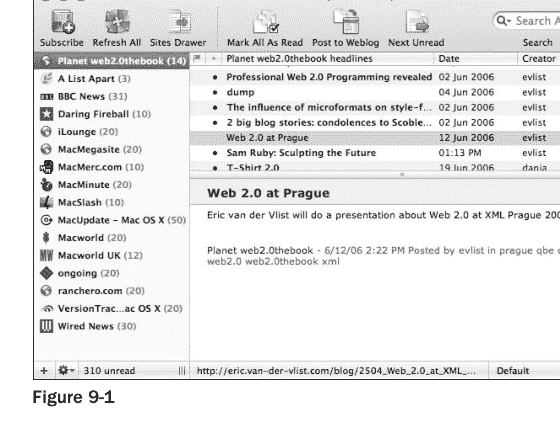 Subscribe Refresh All Sites Drawer Mark All As Read Post to Weblog Next Unread Search
Search A
Planet web2.0thebook (14)
A List Apart (3)
BBC News (31)
Daring Fireball (10)
iLounge (20)
MacMegasite (20)
MacMerc.com (10)
MacMinute (20)
MacSlash (10)
MacUpdate - Mac OS X (50)
Macworld (20)
Macworld UK (12)
ongoing (20)
ranchero.com (20)
VersionTrac...ac OS X (20)
Wired News (30)
Planet web2.0thebook headlines Date Creator
Professional Web 2.0 Programming revealed 02 Jun 2006 evlist
dump 04 Jun 2006 evlist
The influence of microformats on style-f... 02 Jun 2006 evlist
2 big blog stories: condolences to Scoble... 02 Jun 2006 evlist
Web 2.0 at Prague 12 Jun 2006 evlist
Sam Ruby: Sculpting the Future 01:13 PM evlist
T-Shirt 2.0 19 Jun 2006 dania
Web 2.0 at Prague
Eric van der Vlist will do a presentation about Web 2.0 at XML Prague 200
Planet web2.0thebook - 6/12/06 2:22 PM Posted by evlist in prague qbe
web2.0 web2.0thebook xml
310 unread http://eric.van-der-vlist.com/blog/2504_Web_2.0_at_XML_... Default
Figure 9-1